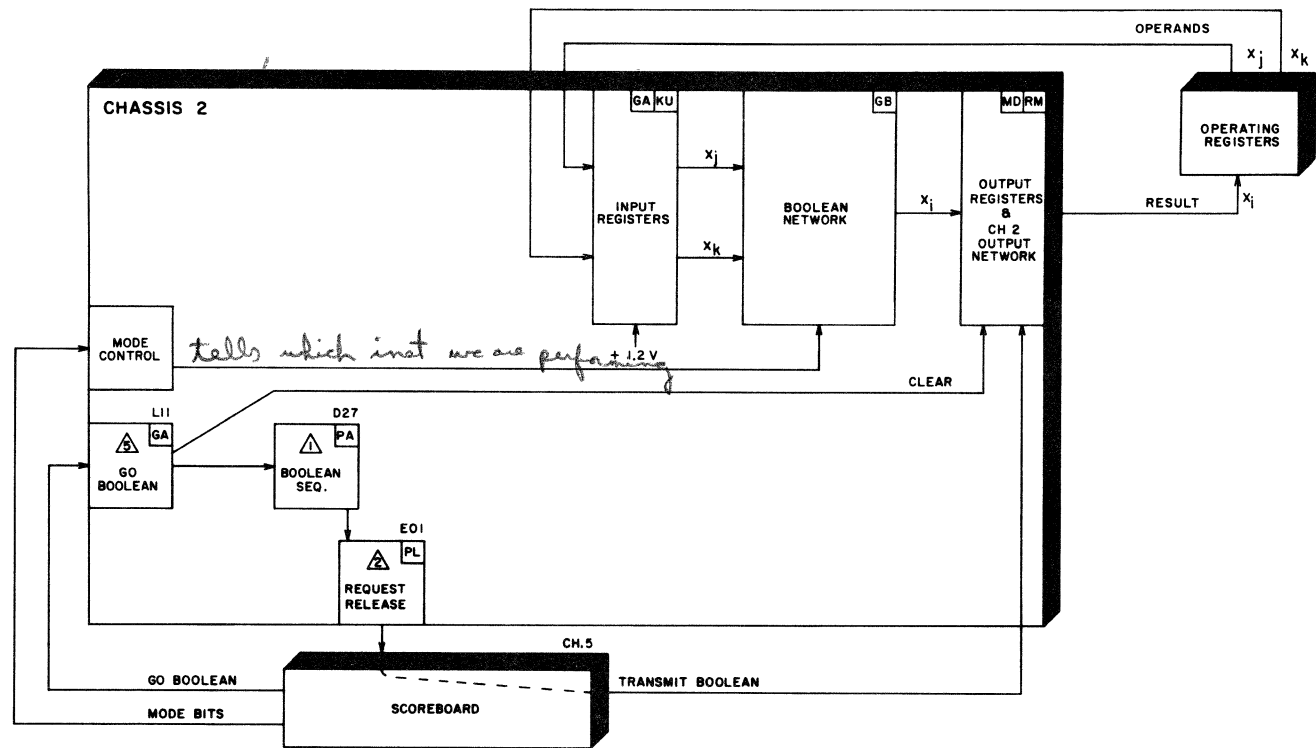 OPERANDS
Xj Xk
CHASSIS 2
GA KU
GB
MD RM
OPERATING
REGISTERS
Xj
INPUT
REGISTERS
BOOLEAN
NETWORK
Xi
OUTPUT
REGISTERS
&
CH 2
OUTPUT
NETWORK
RESULT
Xi
Xk
MODE
CONTROL
tells which inst we are performing
+ 1.2 V
CLEAR
L11
GA
5
GO
BOOLEAN
D27
PA
1
BOOLEAN
SEQ.
E01
PL
2
REQUEST
RELEASE
CH.5
GO BOOLEAN
TRANSMIT BOOLEAN
SCOREBOARD
MODE BITS